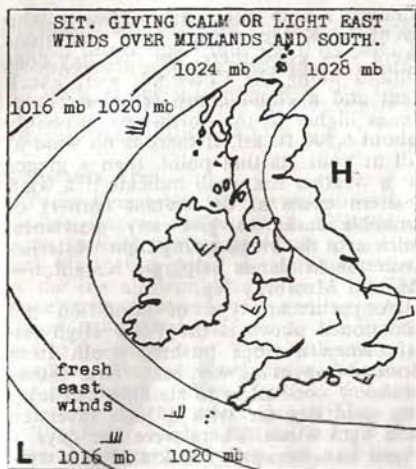 SIT. GIVING CALM OR LIGHT EAST
WINDS OVER MIDLANDS AND SOUTH.
1024 mb
1028 mb
1016 mb
1020 mb
H
fresh
east
winds
L
1016 mb
1020 mb